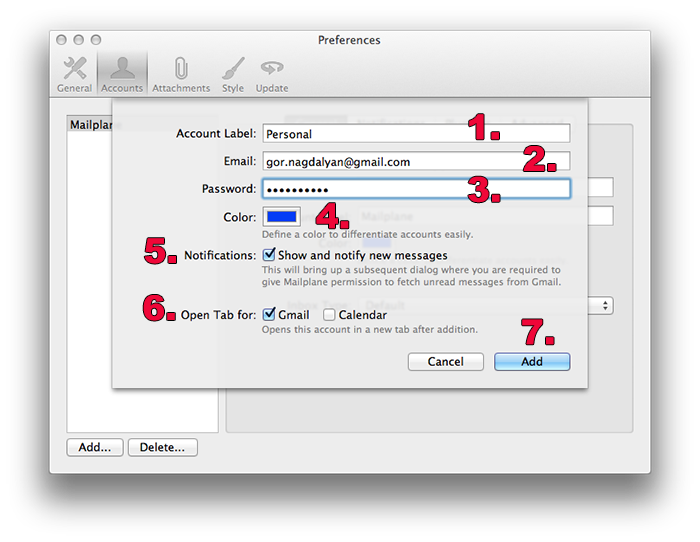 Preferences
General Accounts Attachments Style Update
Mailplane
Account Label: Personal 1.
Email: gor.nagdalyan@gmail.com 2.
Password: •••••••••• 3.
Color: 4.
Define a color to differentiate accounts easily.
5. Notifications: Show and notify new messages
This will bring up a subsequent dialog where you are required
to give Mailplane permission to fetch unread messages from Gmail.
6. Open Tab for: Gmail Calendar
Opens this account in a new tab after addition.
7.
Cancel Add
Add... Delete...